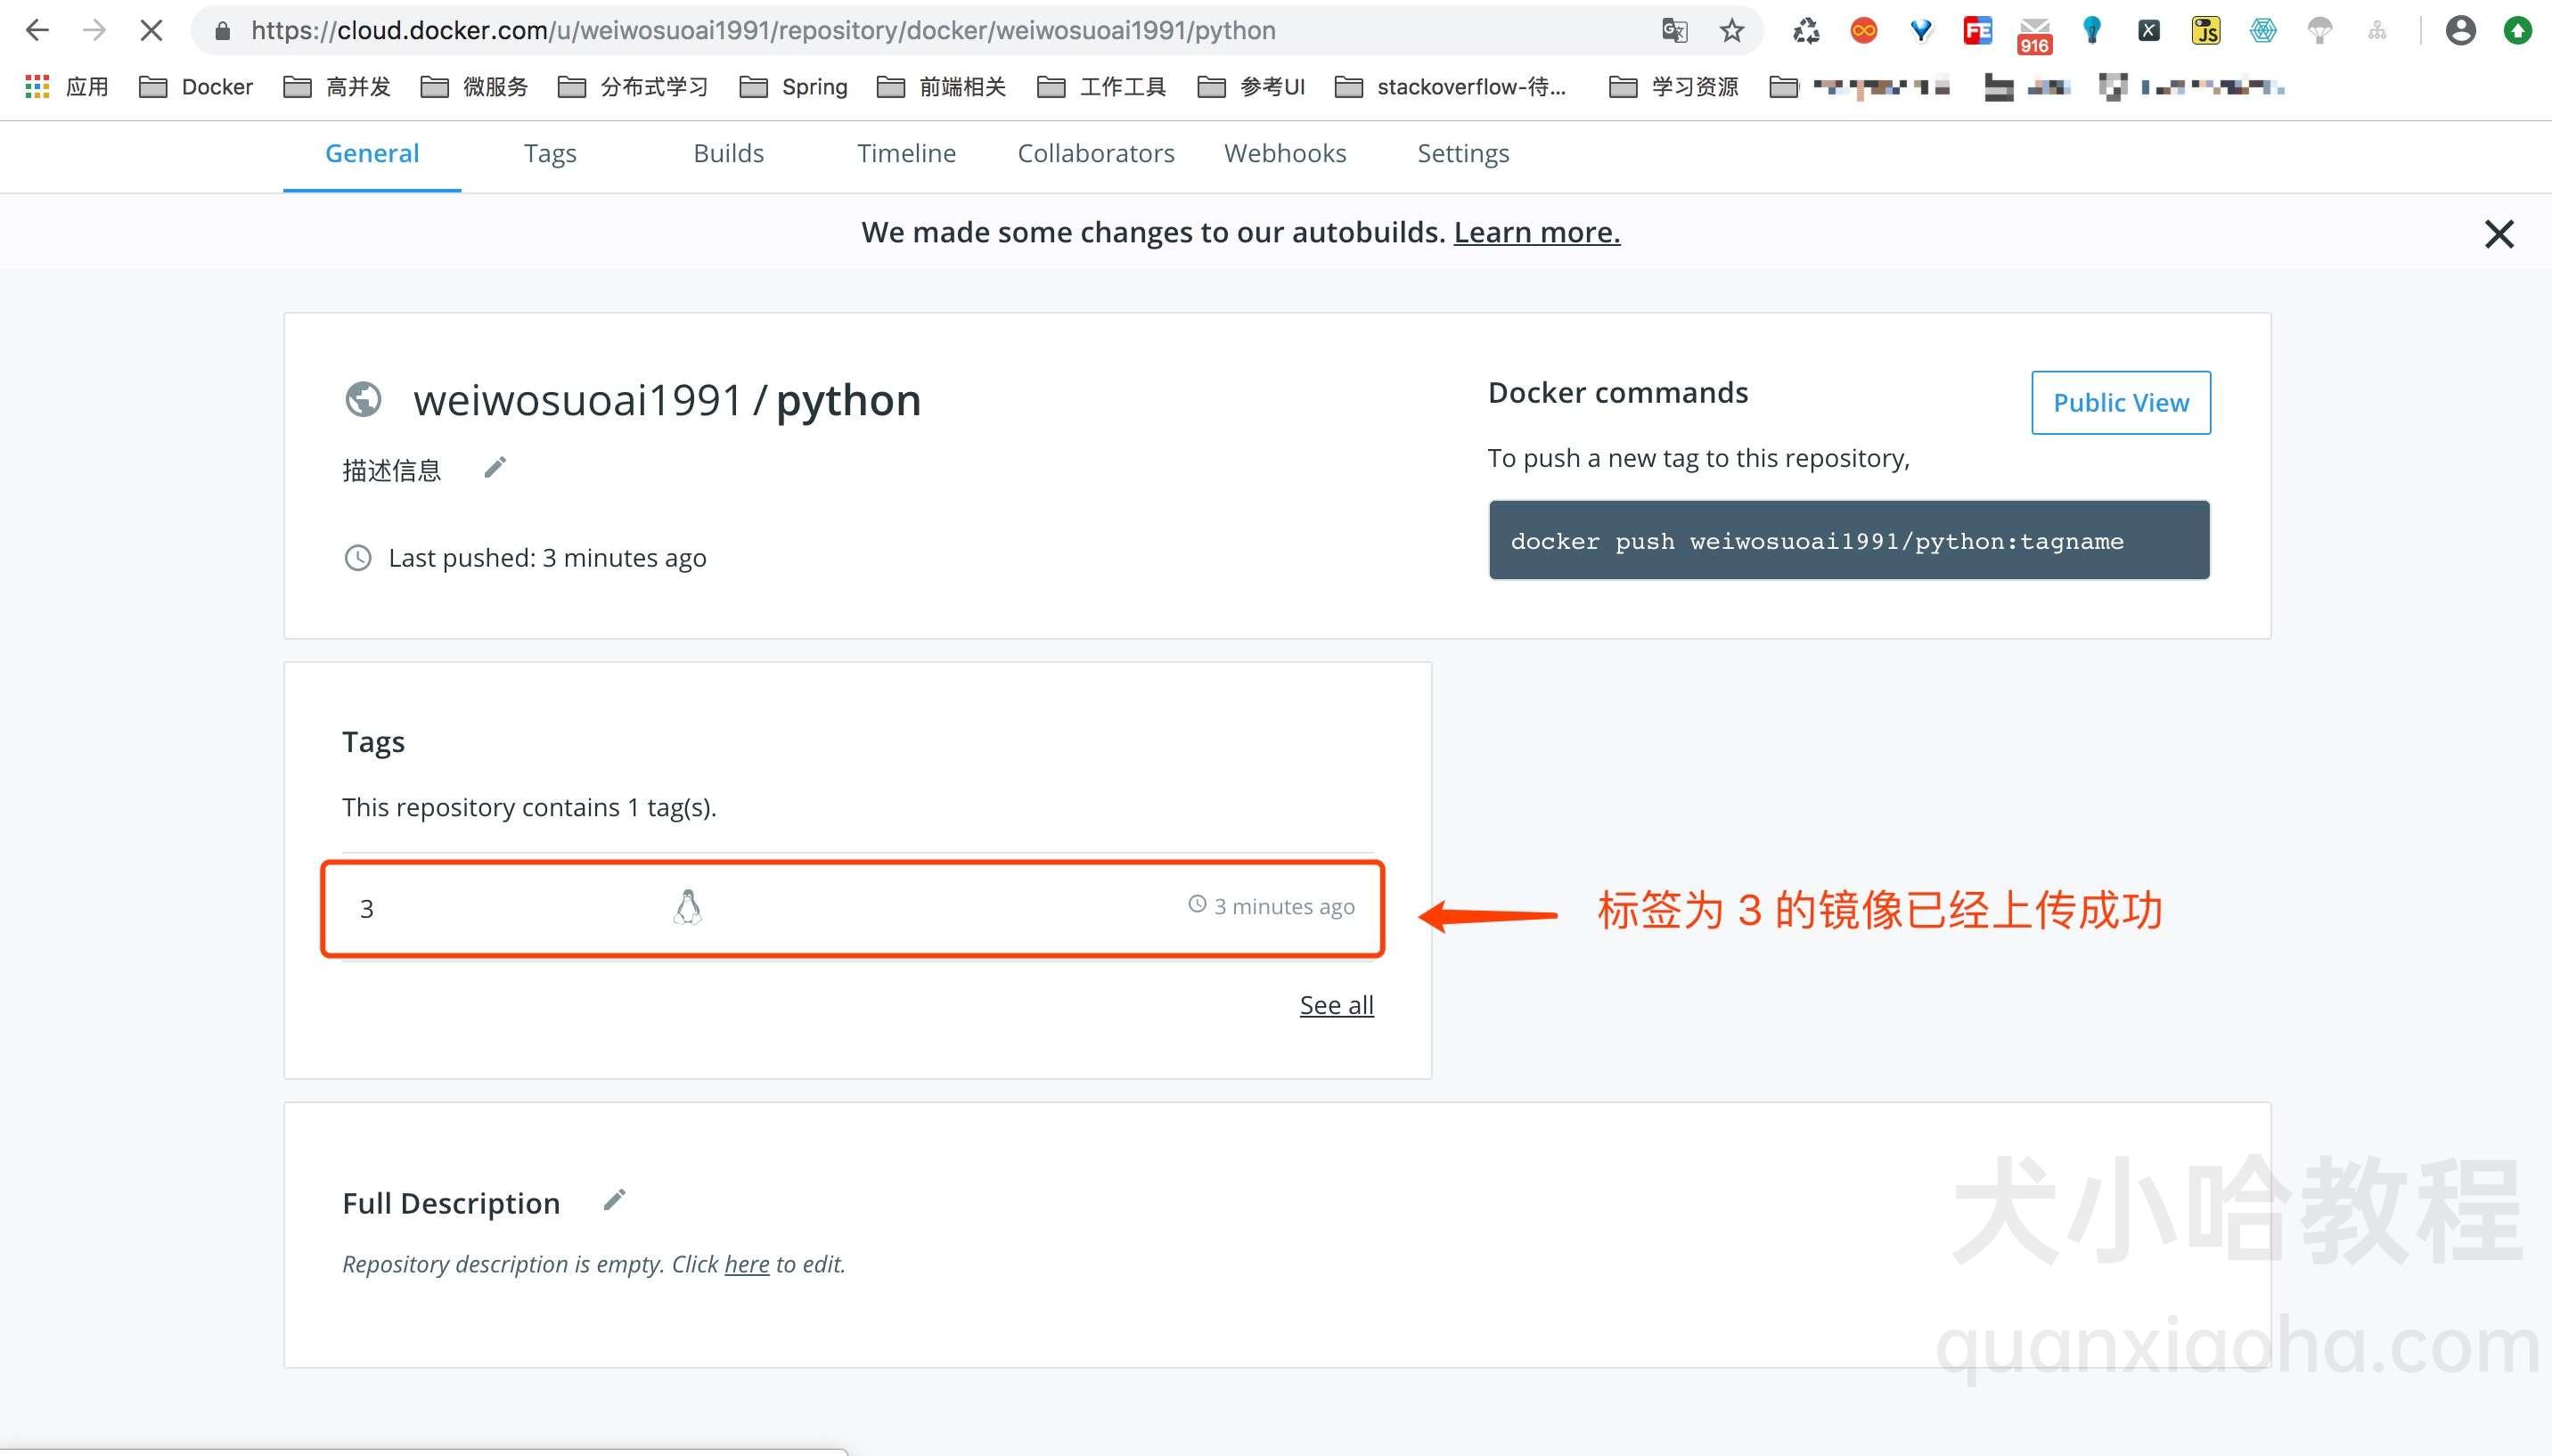 https://cloud.docker.com/u/weiwosuoai1991/repository/docker/weiwosuoai1991/python
916
FE
X
JS
应用 Docker 高并发 微服务 分布式学习 Spring 前端相关 工作工具 参考UI stackoverflow-待... 学习资源
General Tags Builds Timeline Collaborators Webhooks Settings
We made some changes to our autobuilds. Learn more.
weiwosuoai1991 / python
描述信息
Last pushed: 3 minutes ago
Docker commands
Public View
To push a new tag to this repository,
docker push weiwosuoai1991/python:tagname
Tags
This repository contains 1 tag(s).
3 3 minutes ago
标签为 3 的镜像已经上传成功
See all
Full Description
Repository description is empty. Click here to edit.
犬小哈教程
quanxiaoha.com